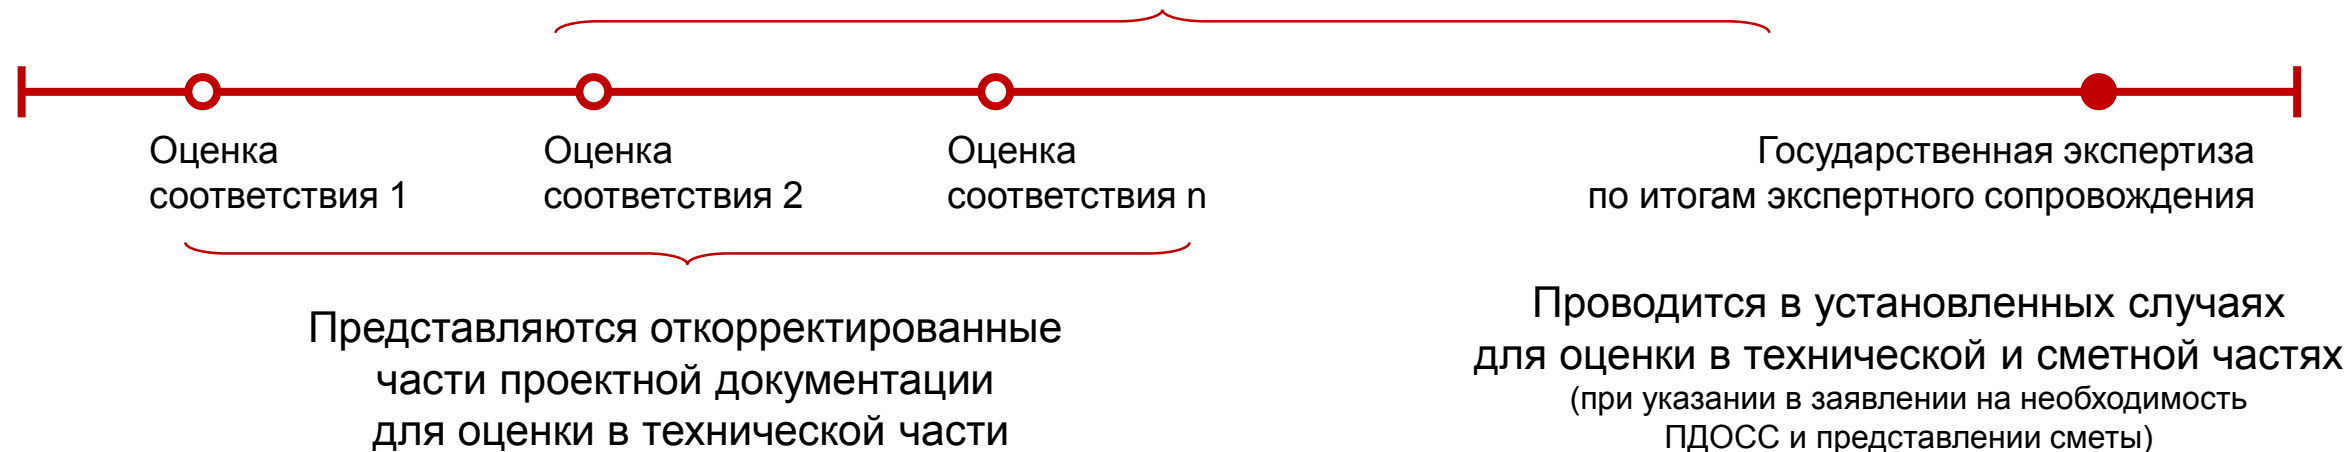 Оценка
соответствия 1
Оценка
соответствия 2
Оценка
соответствия n
Государственная экспертиза
по итогам экспертного сопровождения
Представляются откорректированные
части проектной документации
для оценки в технической части
Проводится в установленных случаях
для оценки в технической и сметной частях
(при указании в заявлении на необходимость
ПДОСС и представлении сметы)